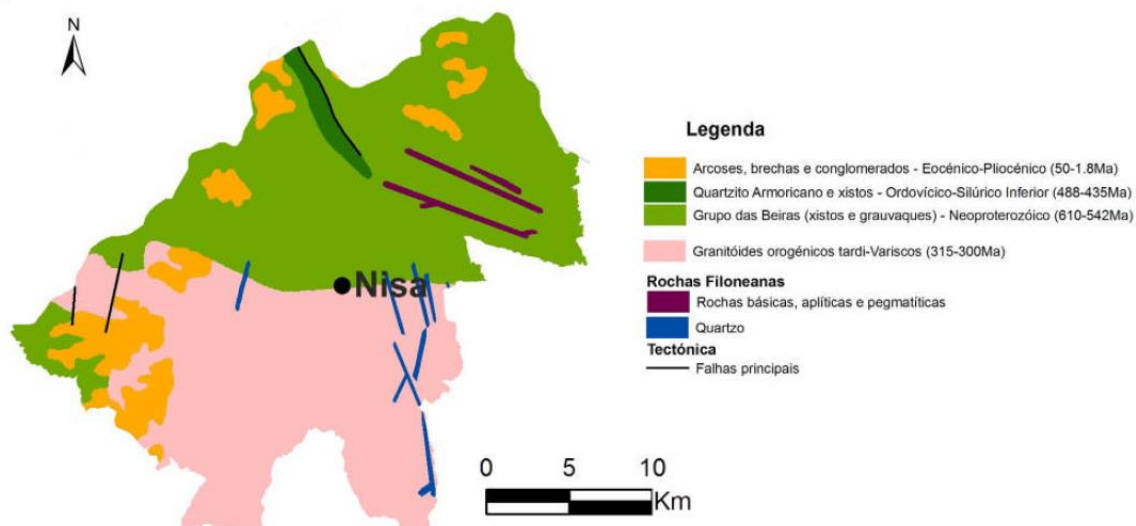 N
Nisa
Legenda
Arcoses, brechas e conglomerados - Eocénico-Pliocénico (50-1.8Ma)
Quartzito Armoricano e xistos - Ordovícico-Silúrico Inferior (488-435Ma)
Grupo das Beiras (xistos e grauvaques) - Neoproterozóico (610-542Ma)
Granitóides orogénicos tardi-Variscos (315-300Ma)
Rochas Filoneanas
Rochas básicas, aplíticas e pegmatíticas
Quartzo
Tectónica
Falhas principais
0 5 10
Km